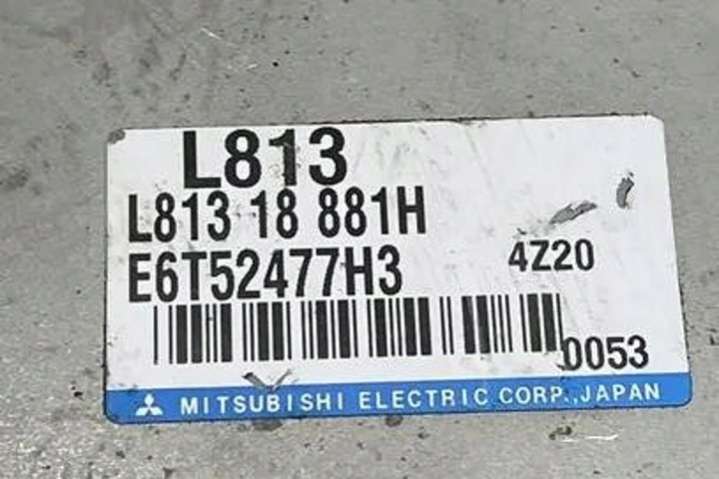 L813
L813 18 881H
E6T52477H3 4Z20
0053
MITSUBISHI ELECTRIC CORP.,JAPAN